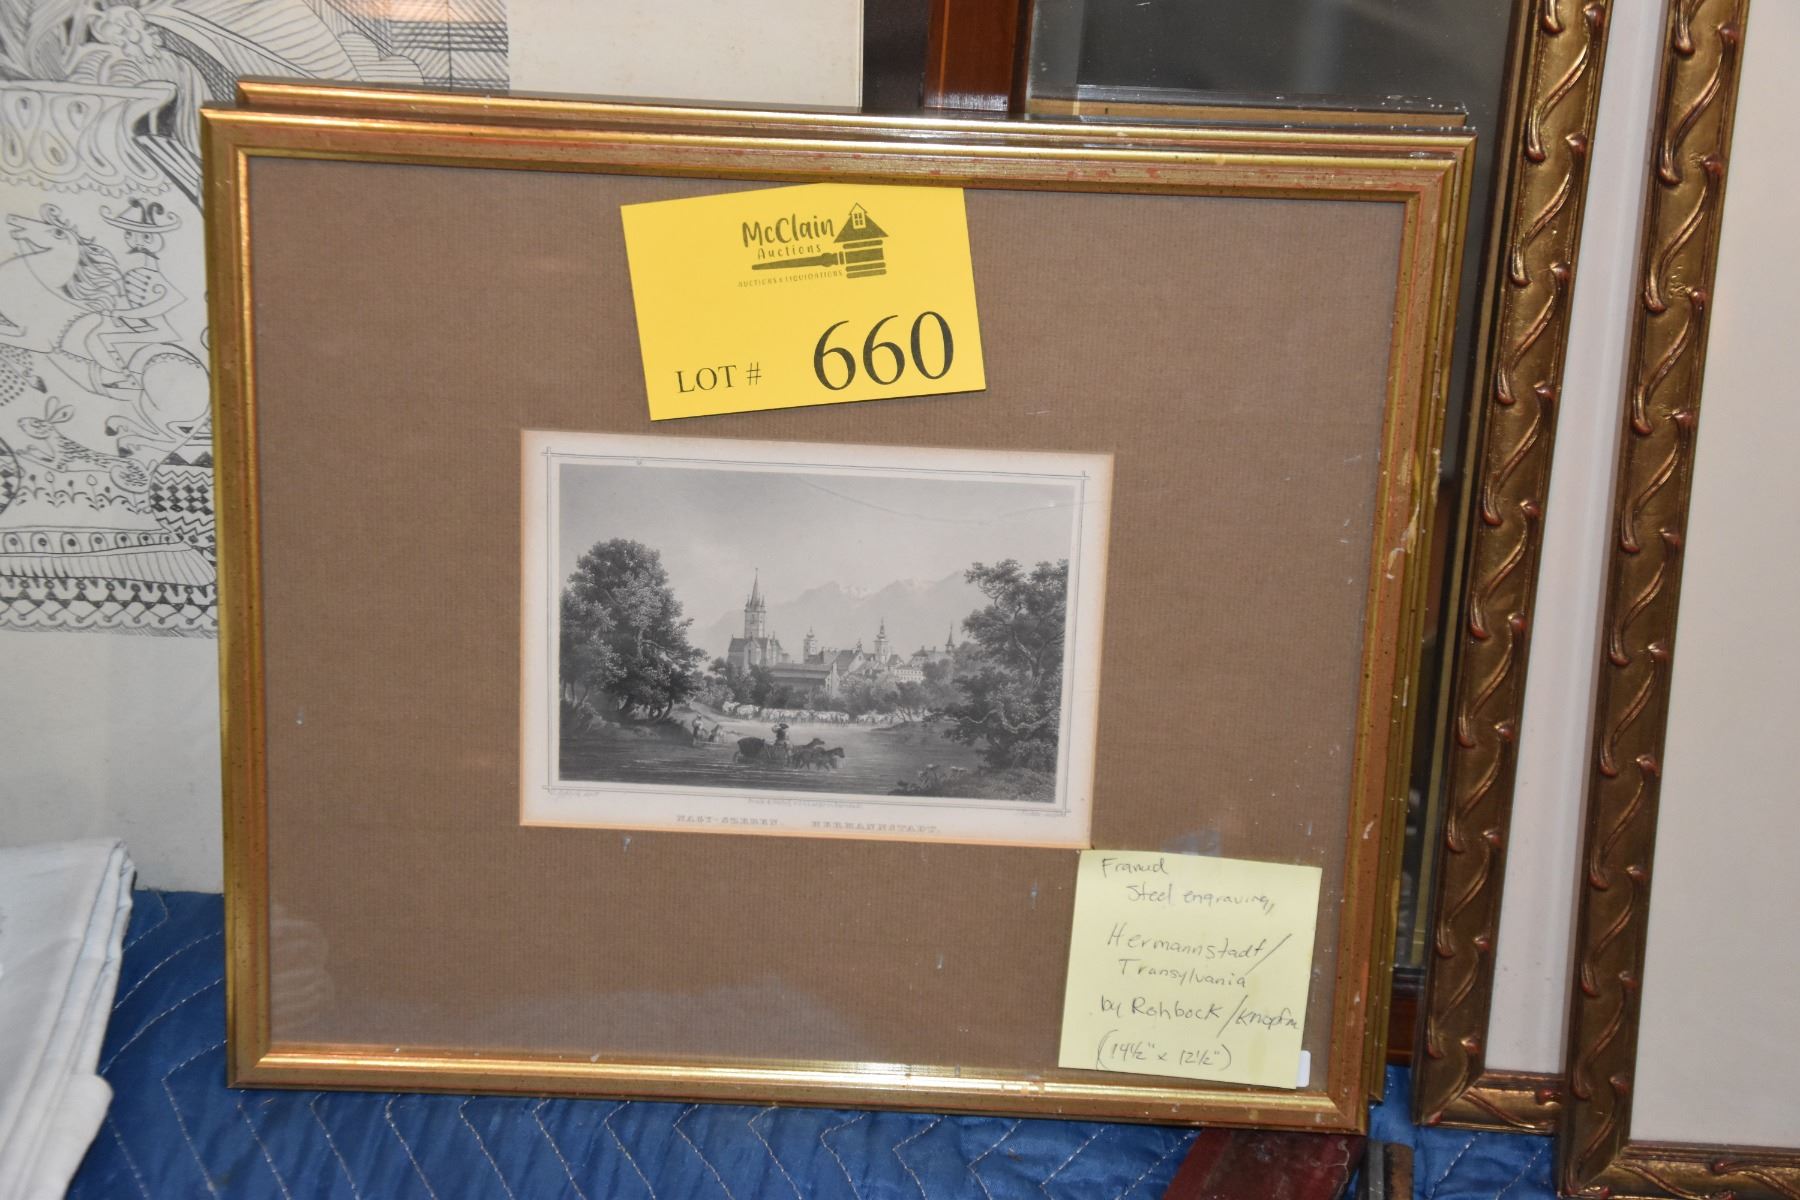 McClain
Auctions
AUCTIONS & LIQUIDATIONS
LOT # 660
NAGY-SZEBEN. HERMANNSTADT.
Framed
Steel engraving,
Hermannstadt/
Transylvania
by Rohbock/
(14½" x 12½")